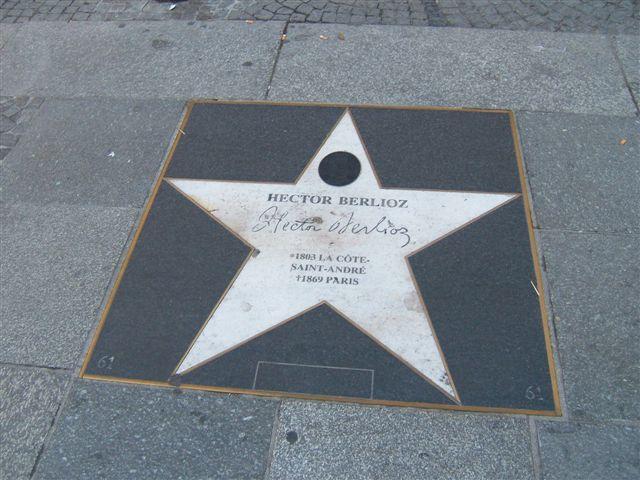 HECTOR BERLIOZ
Hector Berlioz
*1803 LA CÔTE-
SAINT-ANDRÉ
†1869 PARIS
61 61